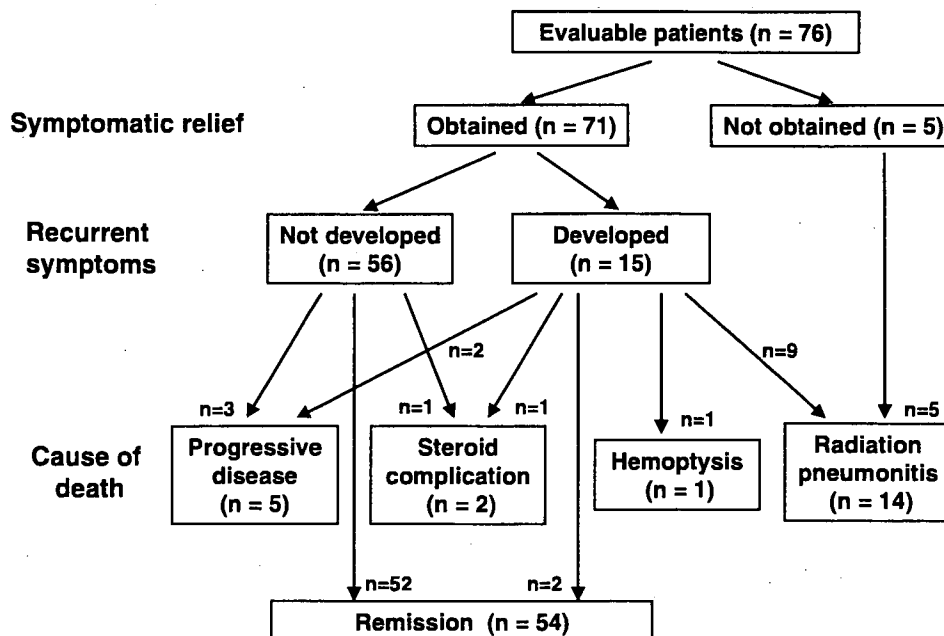 Evaluable patients (n = 76)
Symptomatic relief
Obtained (n = 71)
Not obtained (n = 5)
Recurrent
symptoms
Not developed
(n = 56)
Developed
(n = 15)
n=2
n=9
n=3
n=1
n=1
n=1
n=5
Cause of
death
Progressive
disease
(n = 5)
Steroid
complication
(n = 2)
Hemoptysis
(n = 1)
Radiation
pneumonitis
(n = 14)
n=52
n=2
Remission (n = 54)